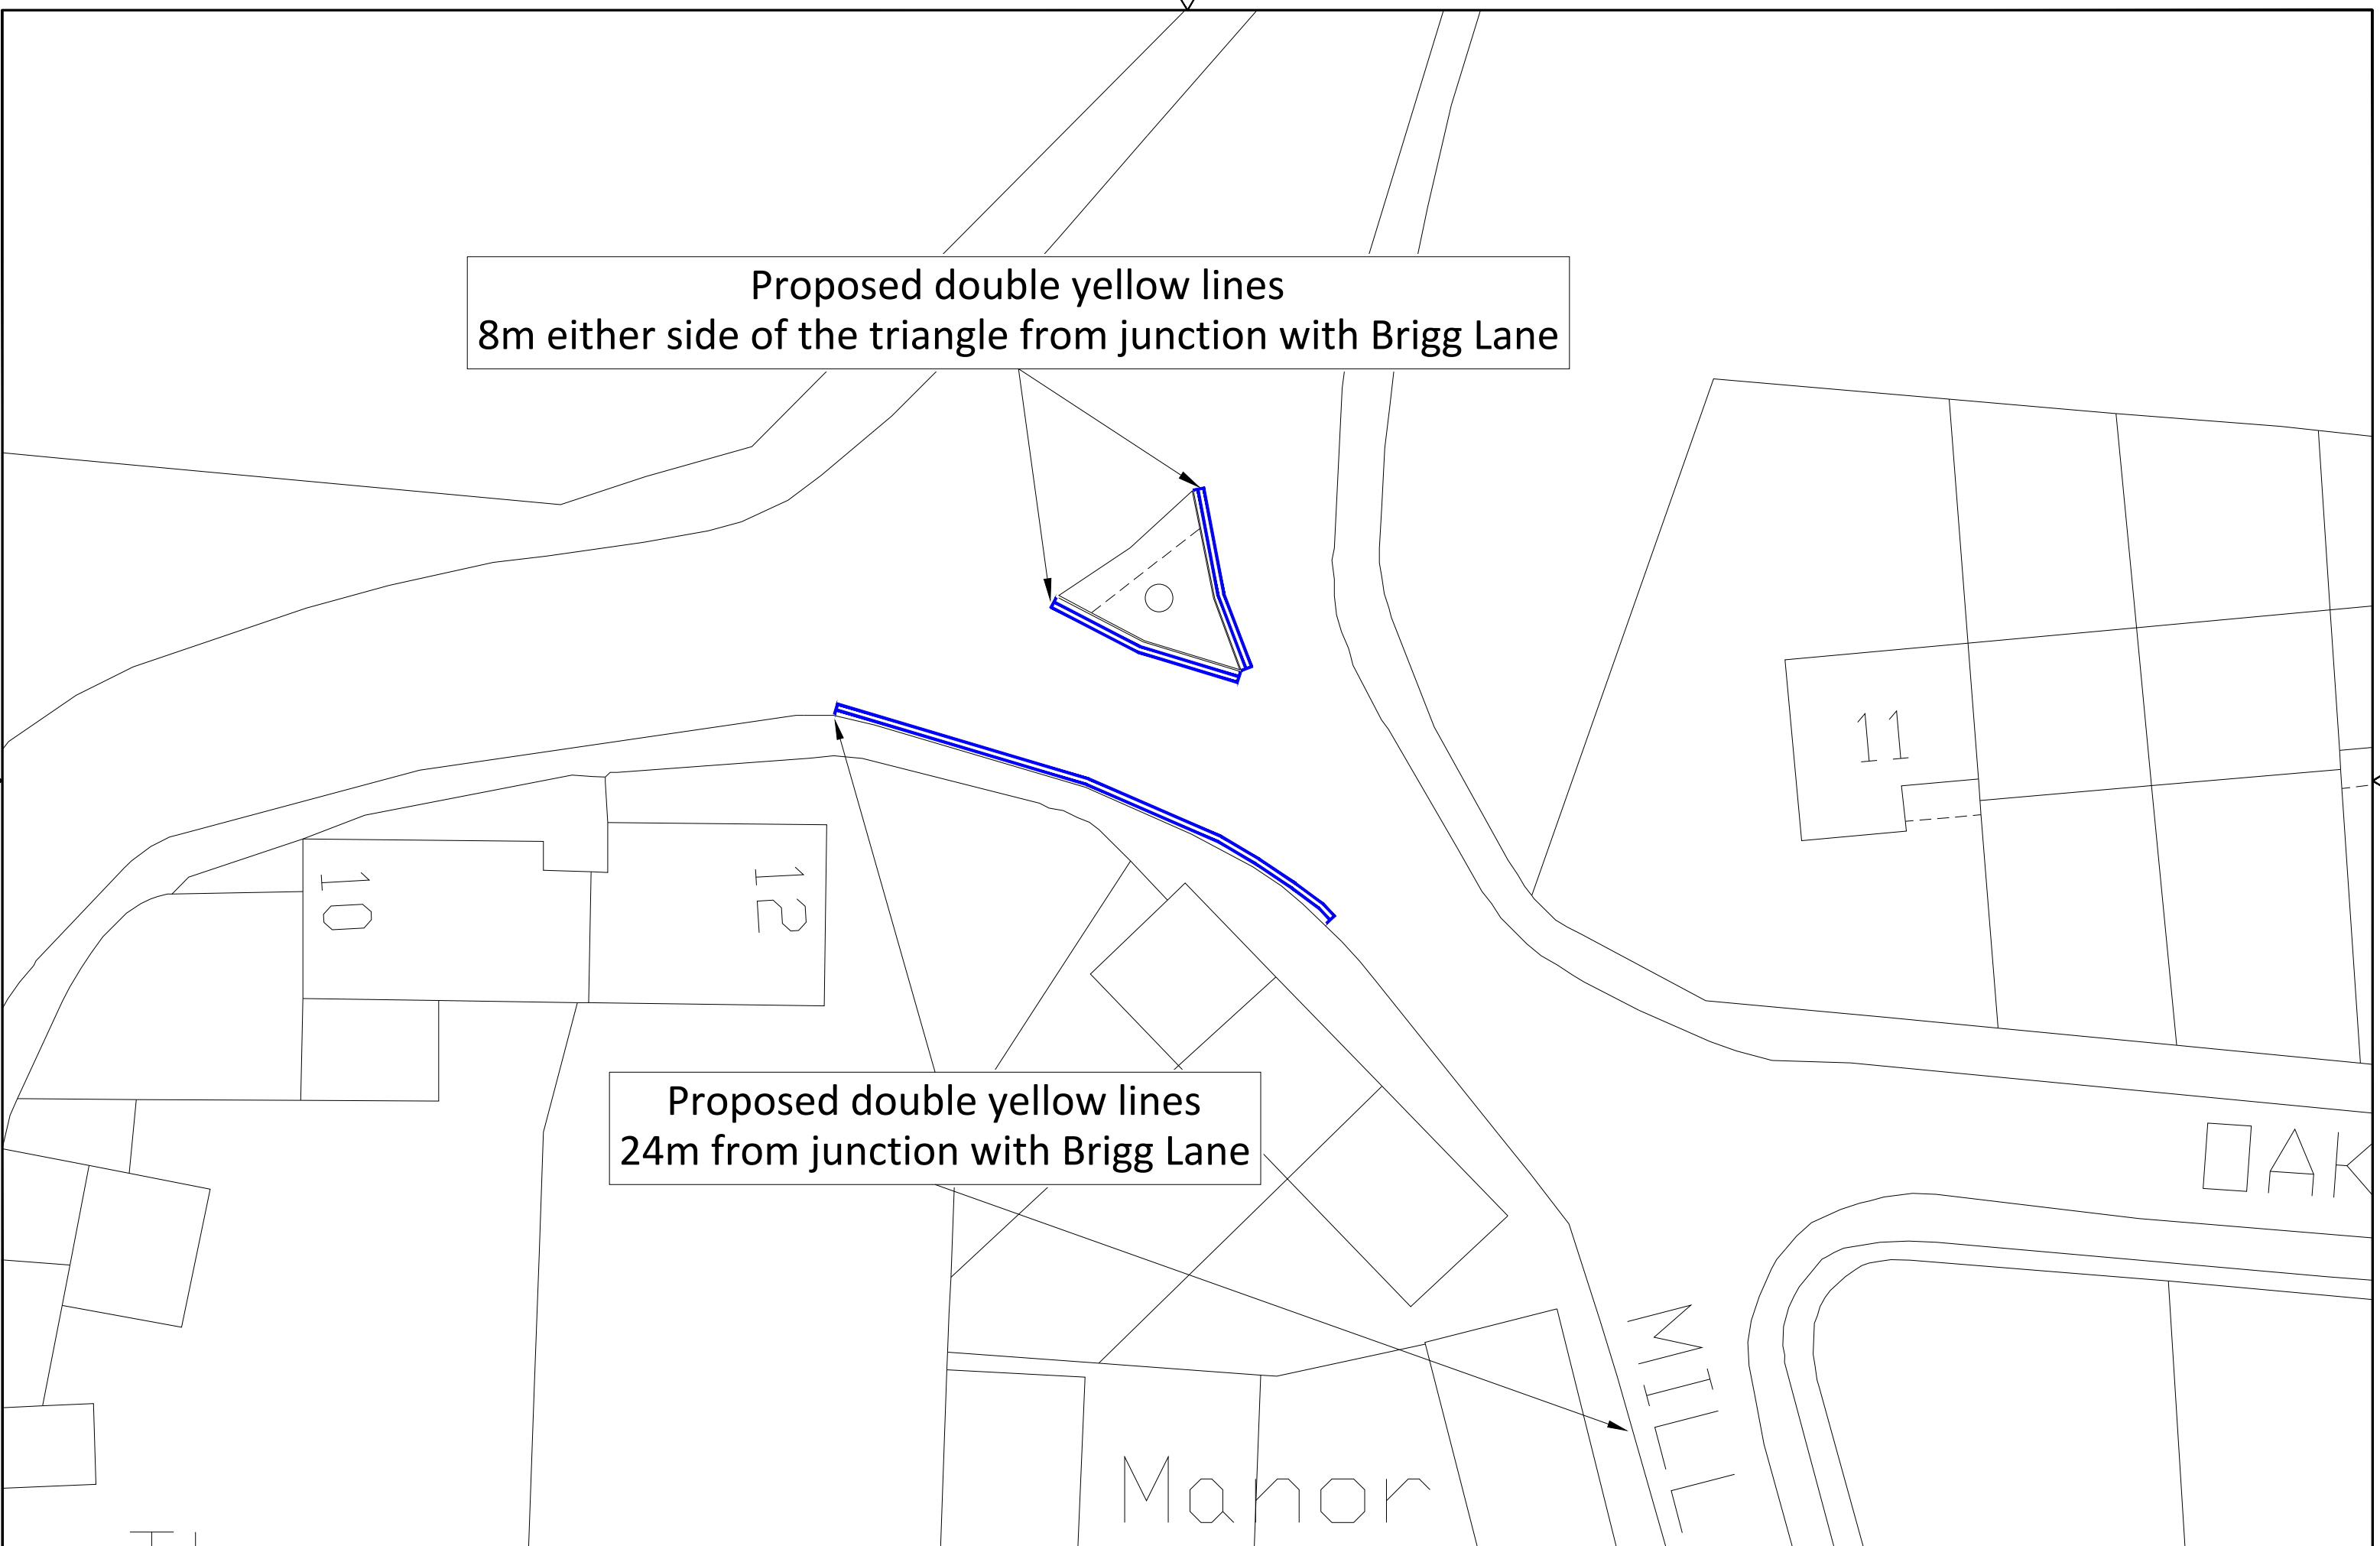 Proposed double yellow lines
8m either side of the triangle from junction with Brigg Lane
11
10
12
Proposed double yellow lines
24m from junction with Brigg Lane
OAK
MILL
Manor